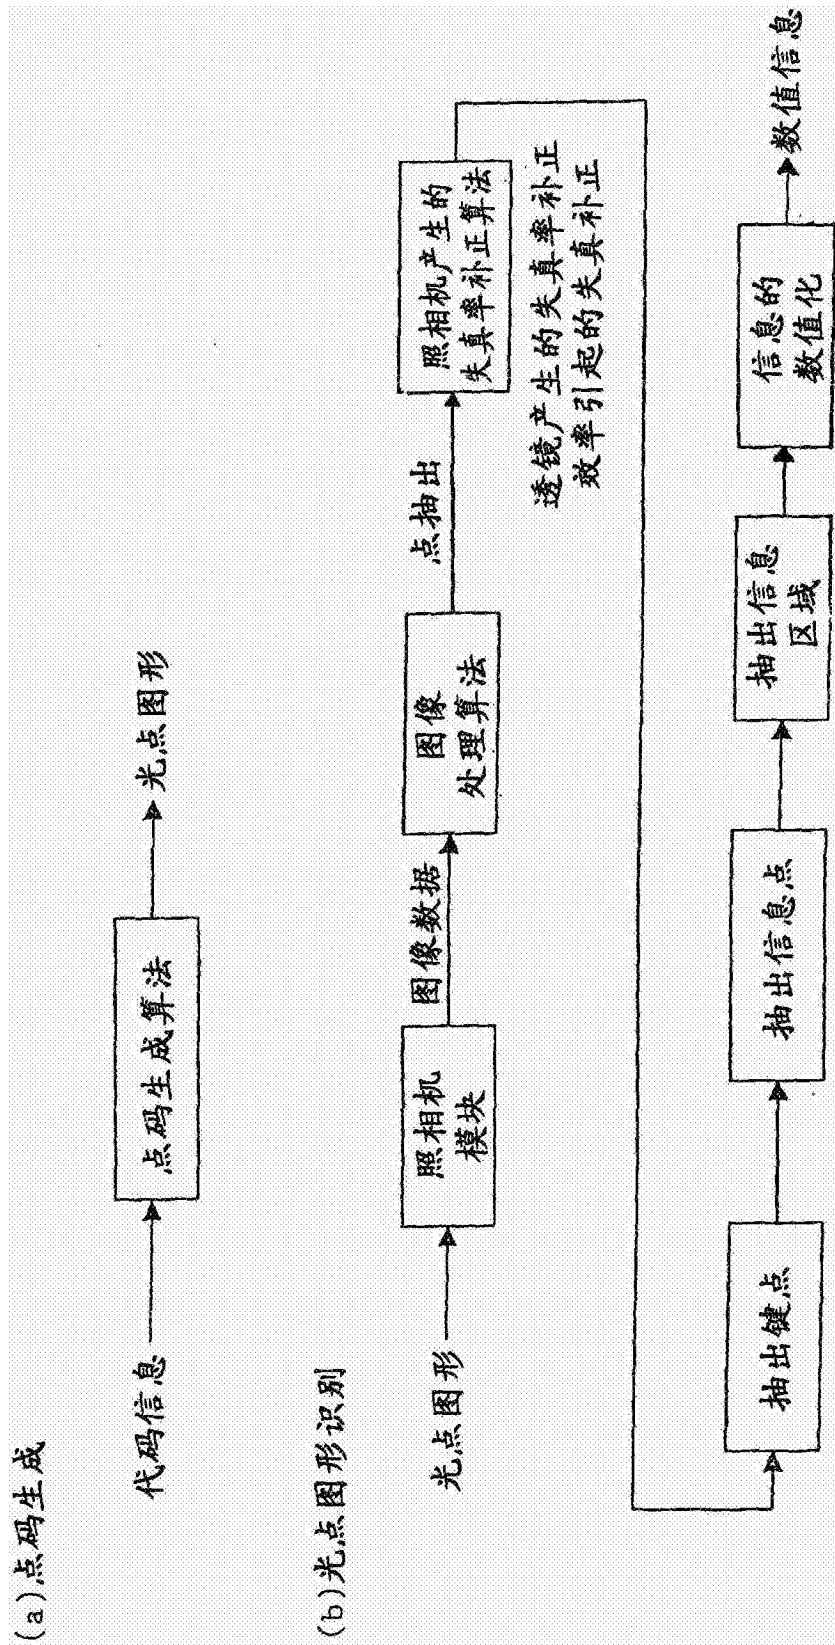 (a)点码生成
代码信息
点码生成算法
光点图形
(b)光点图形识别
光点图形
照相机
模块
图像数据
图像
处理算法
点抽出
照相机产生的
失真率补正算法
透镜产生的失真率补正
效率引起的失真补正
抽出键点
抽出信息点
抽出信息
区域
信息的
数值化
数值信息